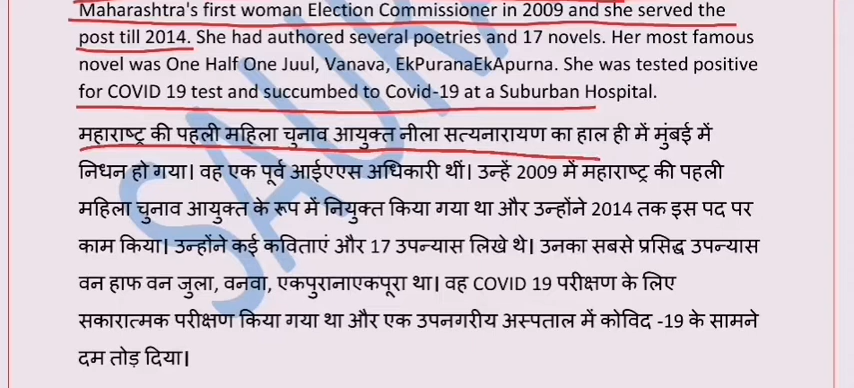 Maharashtra's first woman Election Commissioner in 2009 and she served the
post till 2014. She had authored several poetries and 17 novels. Her most famous
novel was One Half One Juul, Vanava, EkPuranaEkApurna. She was tested positive
for COVID 19 test and succumbed to Covid-19 at a Suburban Hospital.
महाराष्ट्र की पहली महिला चुनाव आयुक्त नीला सत्यनारायण का हाल ही में मुंबई में
निधन हो गया। वह एक पूर्व आईएएस अधिकारी थीं। उन्हें 2009 में महाराष्ट्र की पहली
महिला चुनाव आयुक्त के रूप में नियुक्त किया गया था और उन्होंने 2014 तक इस पद पर
काम किया। उन्होंने कई कविताएं और 17 उपन्यास लिखे थे। उनका सबसे प्रसिद्ध उपन्यास
वन हाफ वन जुला, वनवा, एकपुरानाएकपूरा था। वह COVID 19 परीक्षण के लिए
सकारात्मक परीक्षण किया गया था और एक उपनगरीय अस्पताल में कोविद -19 के सामने
दम तोड़ दिया।